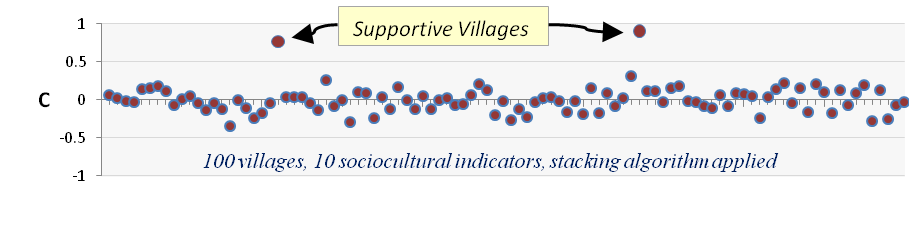 1
Supportive Villages
0.5
C
0
-0.5
100 villages, 10 sociocultural indicators, stacking algorithm applied
-1